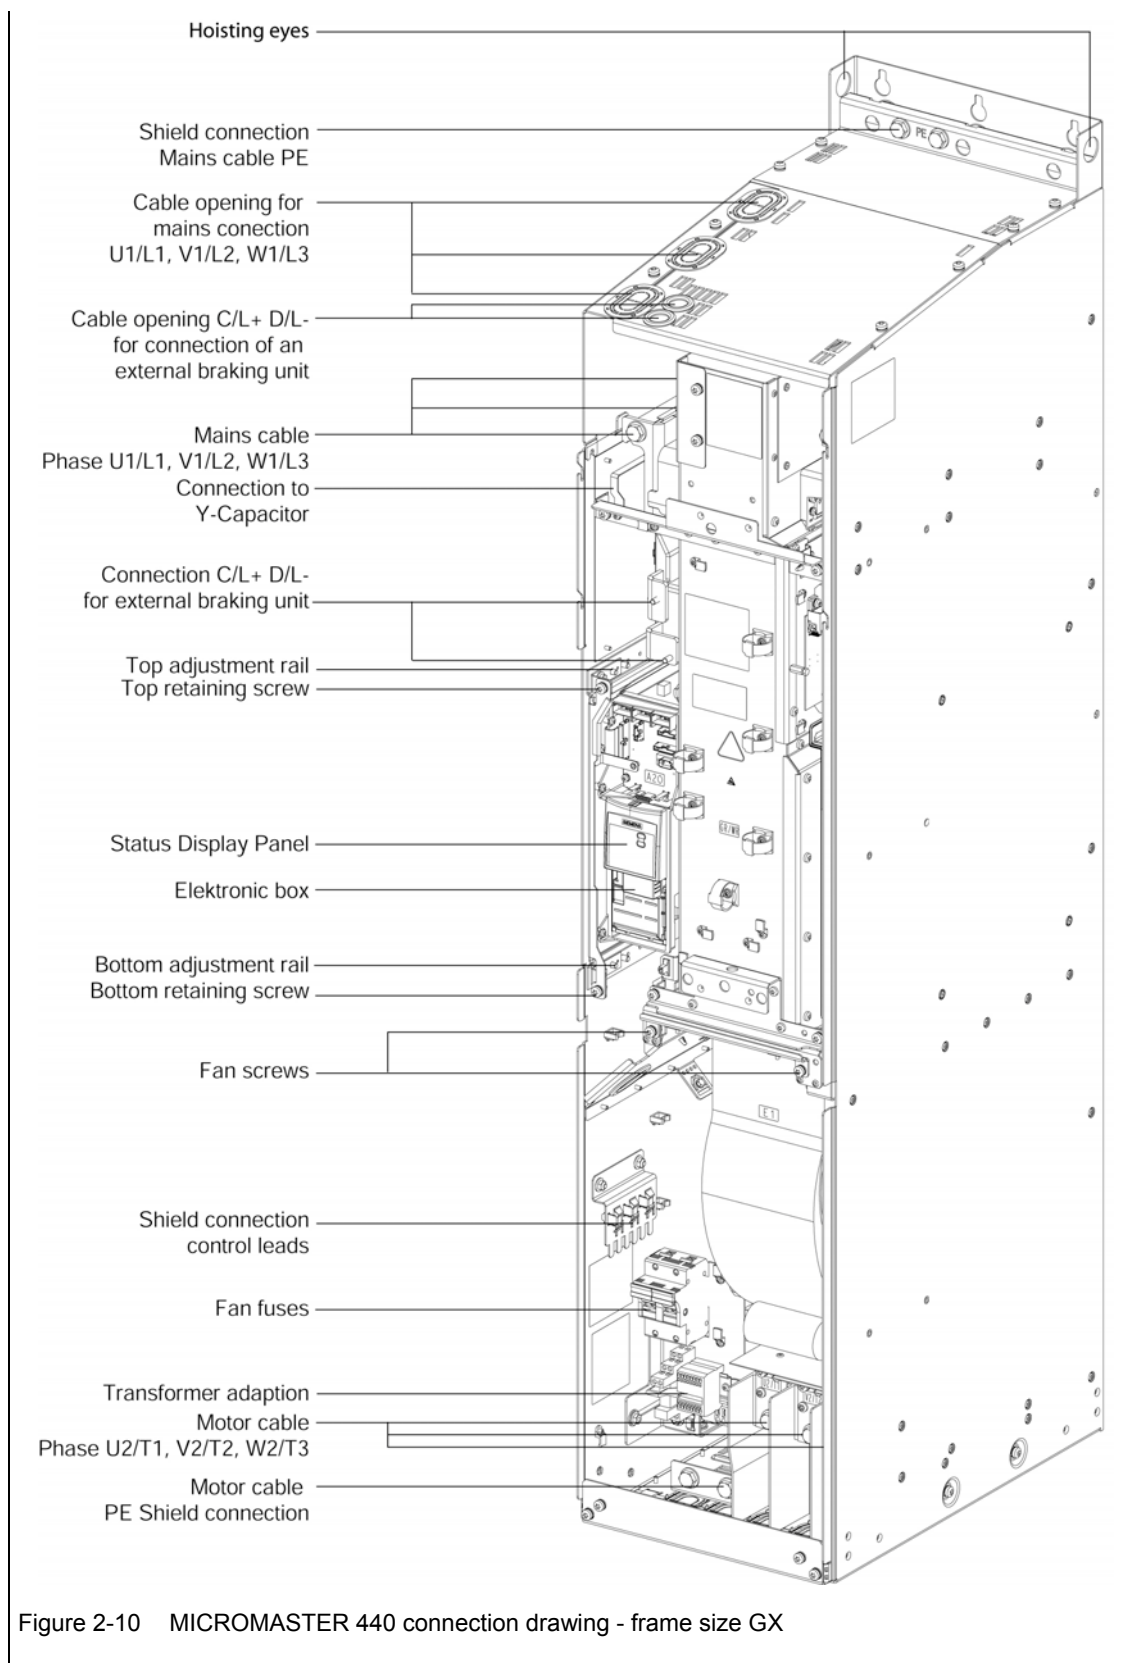 Hoisting eyes
Shield connection
Mains cable PE
PE
Cable opening for
mains conection
U1/L1, V1/L2, W1/L3
Cable opening C/L+ D/L-
for connection of an
external braking unit
Mains cable
Phase U1/L1, V1/L2, W1/L3
Connection to
Y-Capacitor
Connection C/L+ D/L-
for external braking unit
Top adjustment rail
Top retaining screw
A20
SIEMENS
Status Display Panel
Elektronic box
Bottom adjustment rail
Bottom retaining screw
Fan screws
E1
Shield connection
control leads
Fan fuses
Transformer adaption
Motor cable
Phase U2/T1, V2/T2, W2/T3
Motor cable
PE Shield connection
Figure 2-10 MICROMASTER 440 connection drawing - frame size GX